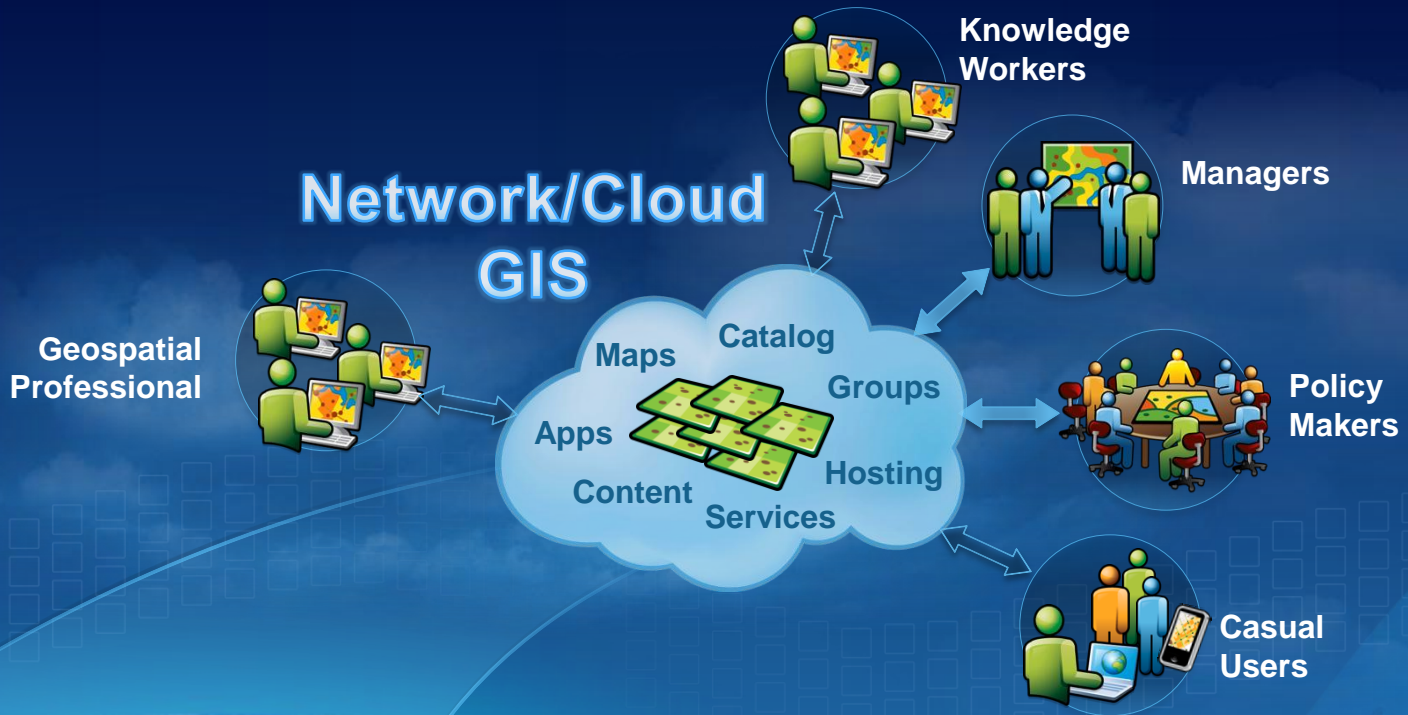 Knowledge
Workers
Managers
Network/Cloud
GIS
Geospatial
Professional
Maps
Catalog
Groups
Apps
Hosting
Content
Services
Policy
Makers
Casual
Users